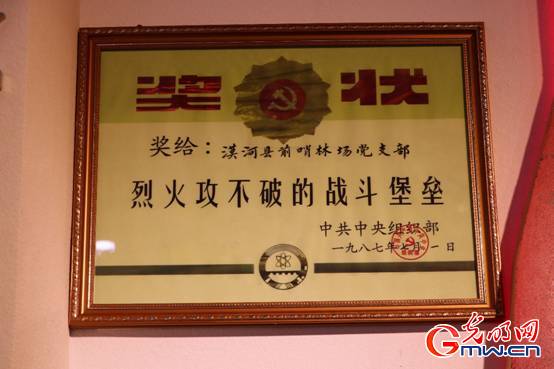 奖状
奖给：漠河县前哨林场党支部
烈火攻不破的战斗堡垒
中共中央组织部
一九八七年七月一日
光明网
GMW.cn